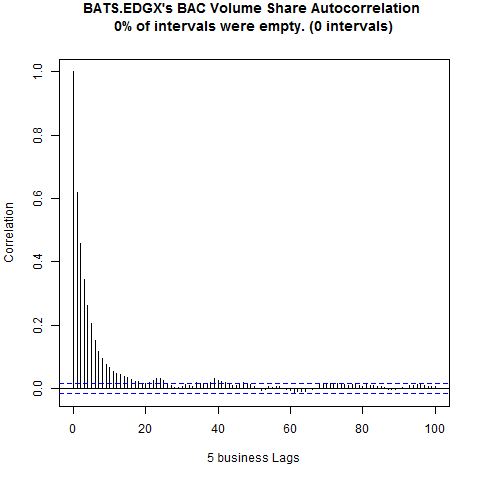 BATS.EDGX's BAC Volume Share Autocorrelation
0% of intervals were empty. (0 intervals)
1.0
0.8
0.6
0.4
0.2
0.0
Correlation
0 20 40 60 80 100
5 business Lags